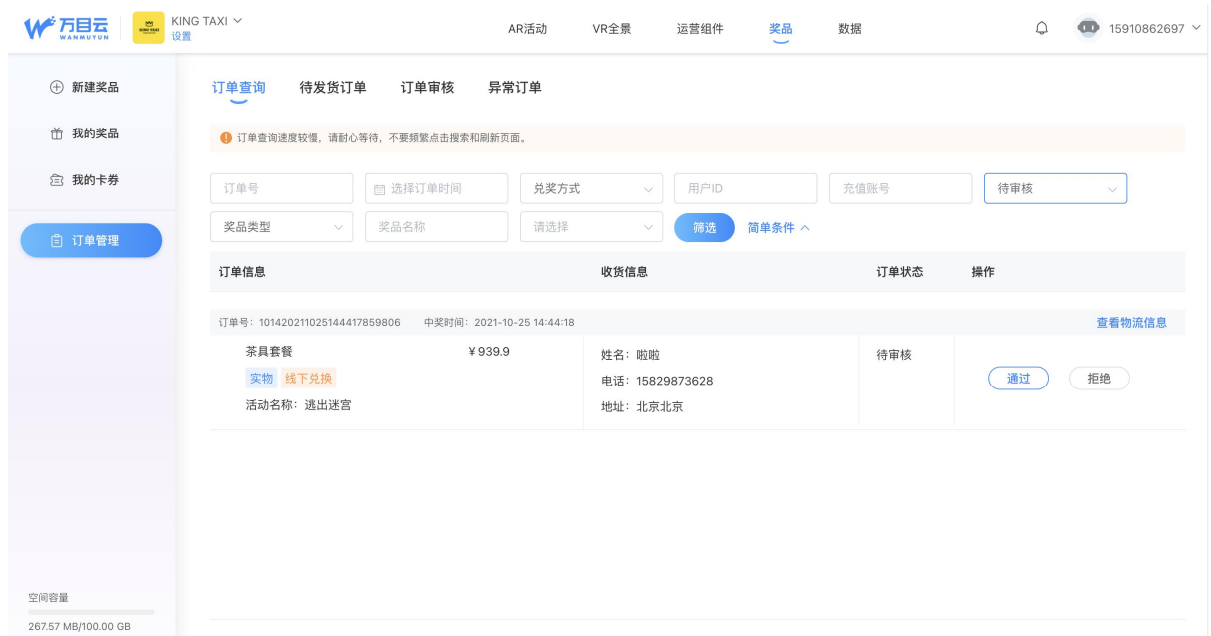 万目云
WANMUYUN
KING TAXI
设置
AR活动
VR全景
运营组件
奖品
数据
15910862697
新建奖品
我的奖品
我的卡券
订单管理
订单查询
待发货订单
订单审核
异常订单
订单查询速度较慢，请耐心等待，不要频繁点击搜索和刷新页面。
订单号
选择订单时间
兑奖方式
用户ID
充值账号
待审核
奖品类型
奖品名称
请选择
筛选
简单条件
订单信息
收货信息
订单状态
操作
订单号：101420211025144417859806 中奖时间：2021-10-25 14:44:18
查看物流信息
茶具套餐
￥939.9
实物 线下兑换
活动名称：逃出迷宫
姓名：啦啦
电话：15829873628
地址：北京北京
待审核
通过
拒绝
空间容量
267.57 MB/100.00 GB